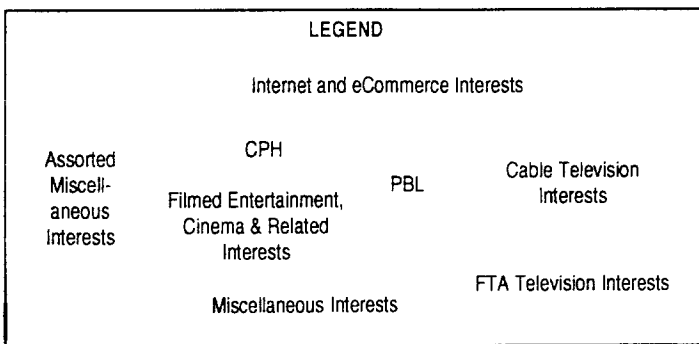 LEGEND
Internet and eCommerce Interests
Assorted
Miscell-
aneous
Interests
CPH
Filmed Entertainment,
Cinema & Related
Interests
PBL
Cable Television
Interests
Miscellaneous Interests
FTA Television Interests